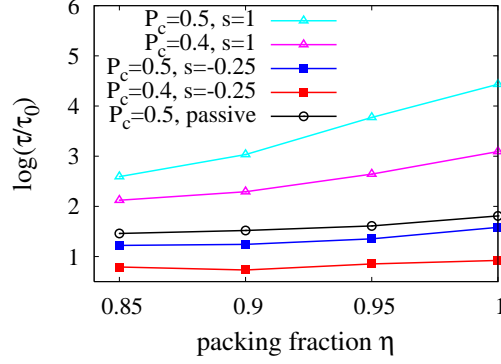 P_c=0.5, s=1
P_c=0.4, s=1
P_c=0.5, s=-0.25
P_c=0.4, s=-0.25
P_c=0.5, passive
log(τ/τ_0)
6
5
4
3
2
1
0.85 0.9 0.95 1
packing fraction η